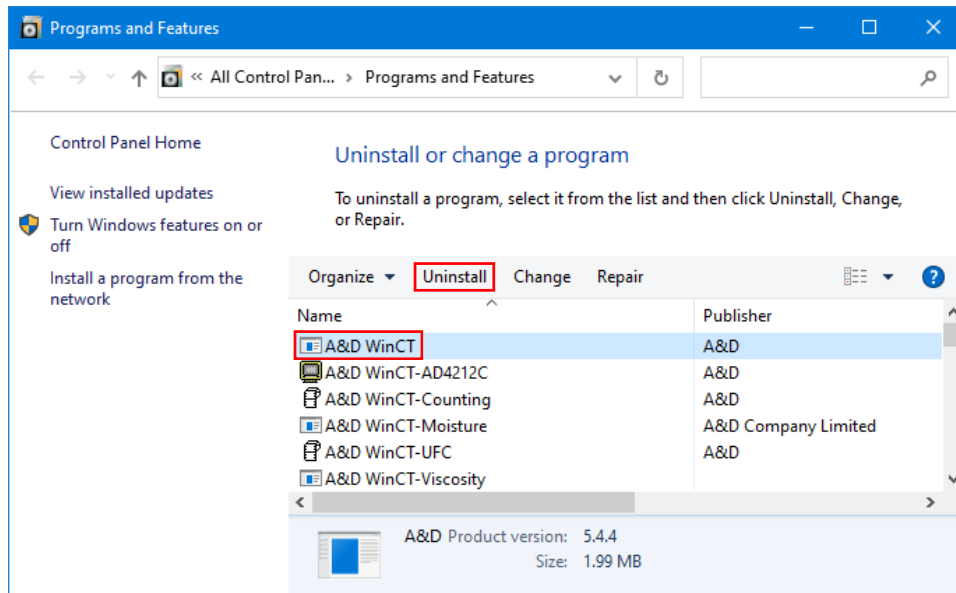 Programs and Features
« All Control Pan... › Programs and Features
Control Panel Home
View installed updates
Turn Windows features on or
off
Install a program from the
network
Uninstall or change a program
To uninstall a program, select it from the list and then click Uninstall, Change,
or Repair.
Organize Uninstall Change Repair
Name Publisher
A&D WinCT A&D
A&D WinCT-AD4212C A&D
A&D WinCT-Counting A&D
A&D WinCT-Moisture A&D Company Limited
A&D WinCT-UFC A&D
A&D WinCT-Viscosity
A&D Product version: 5.4.4
Size: 1.99 MB